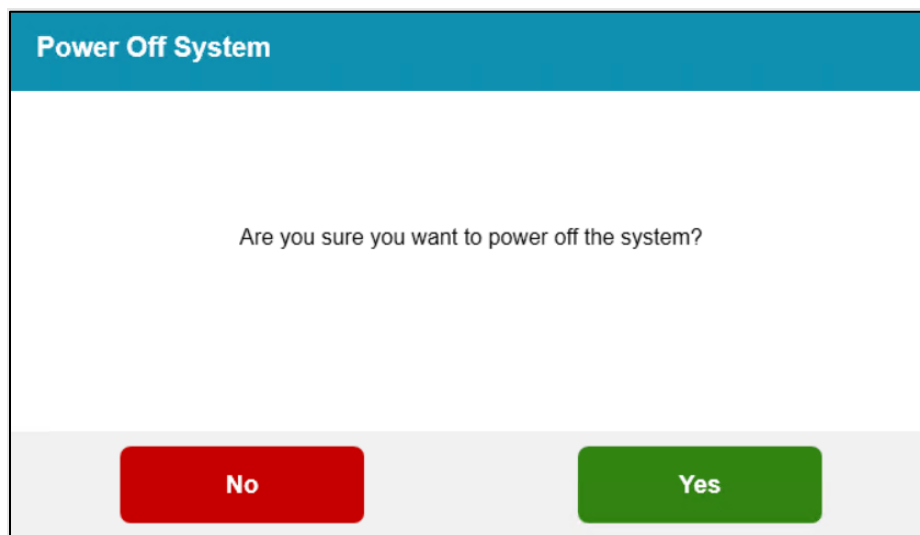 Power Off System
Are you sure you want to power off the system?
No
Yes